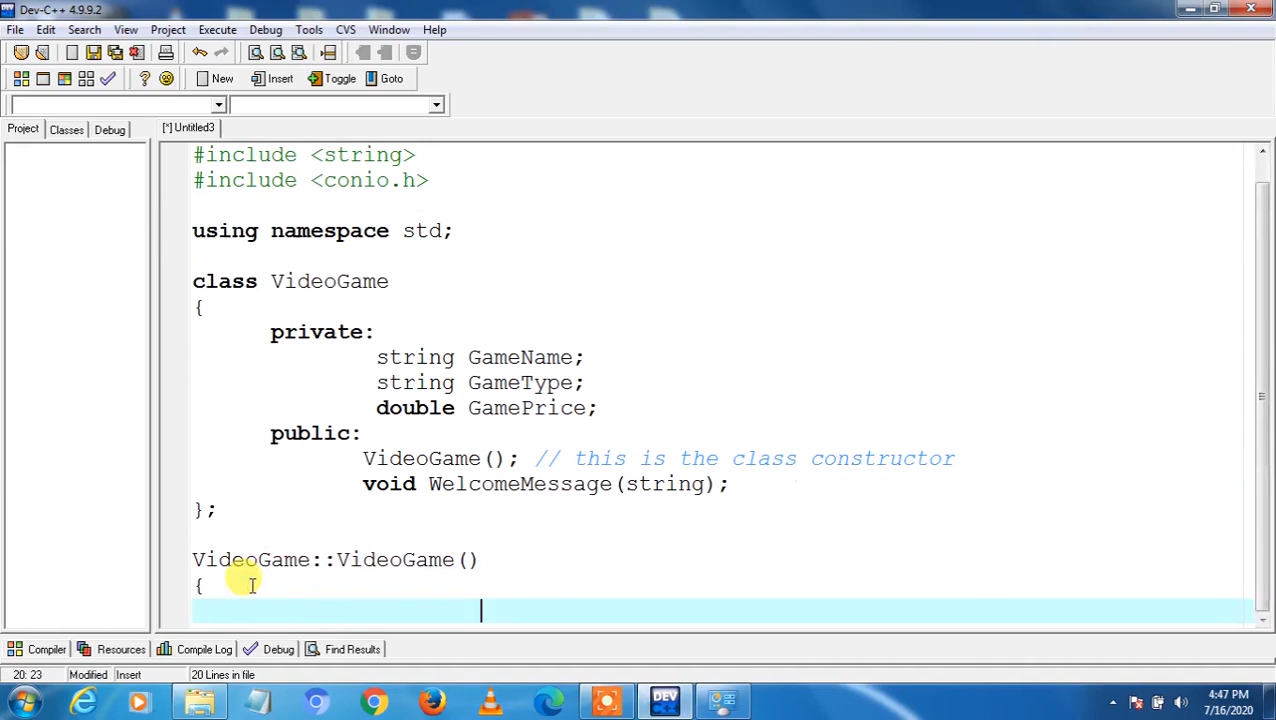 Dev-C++ 4.9.9.2
File Edit Search View Project Execute Debug Tools CVS Window Help
New Insert Toggle Goto
Project Classes Debug [*] Untitled3
#include <string>
#include <conio.h>
using namespace std;
class VideoGame
{
private:
string GameName;
string GameType;
double GamePrice;
public:
VideoGame(); // this is the class constructor
void WelcomeMessage(string);
};
VideoGame::VideoGame()
{
Compiler Resources Compile Log Debug Find Results
20: 23 Modified Insert 20 Lines in file
DEV C++
4:47 PM
7/16/2020